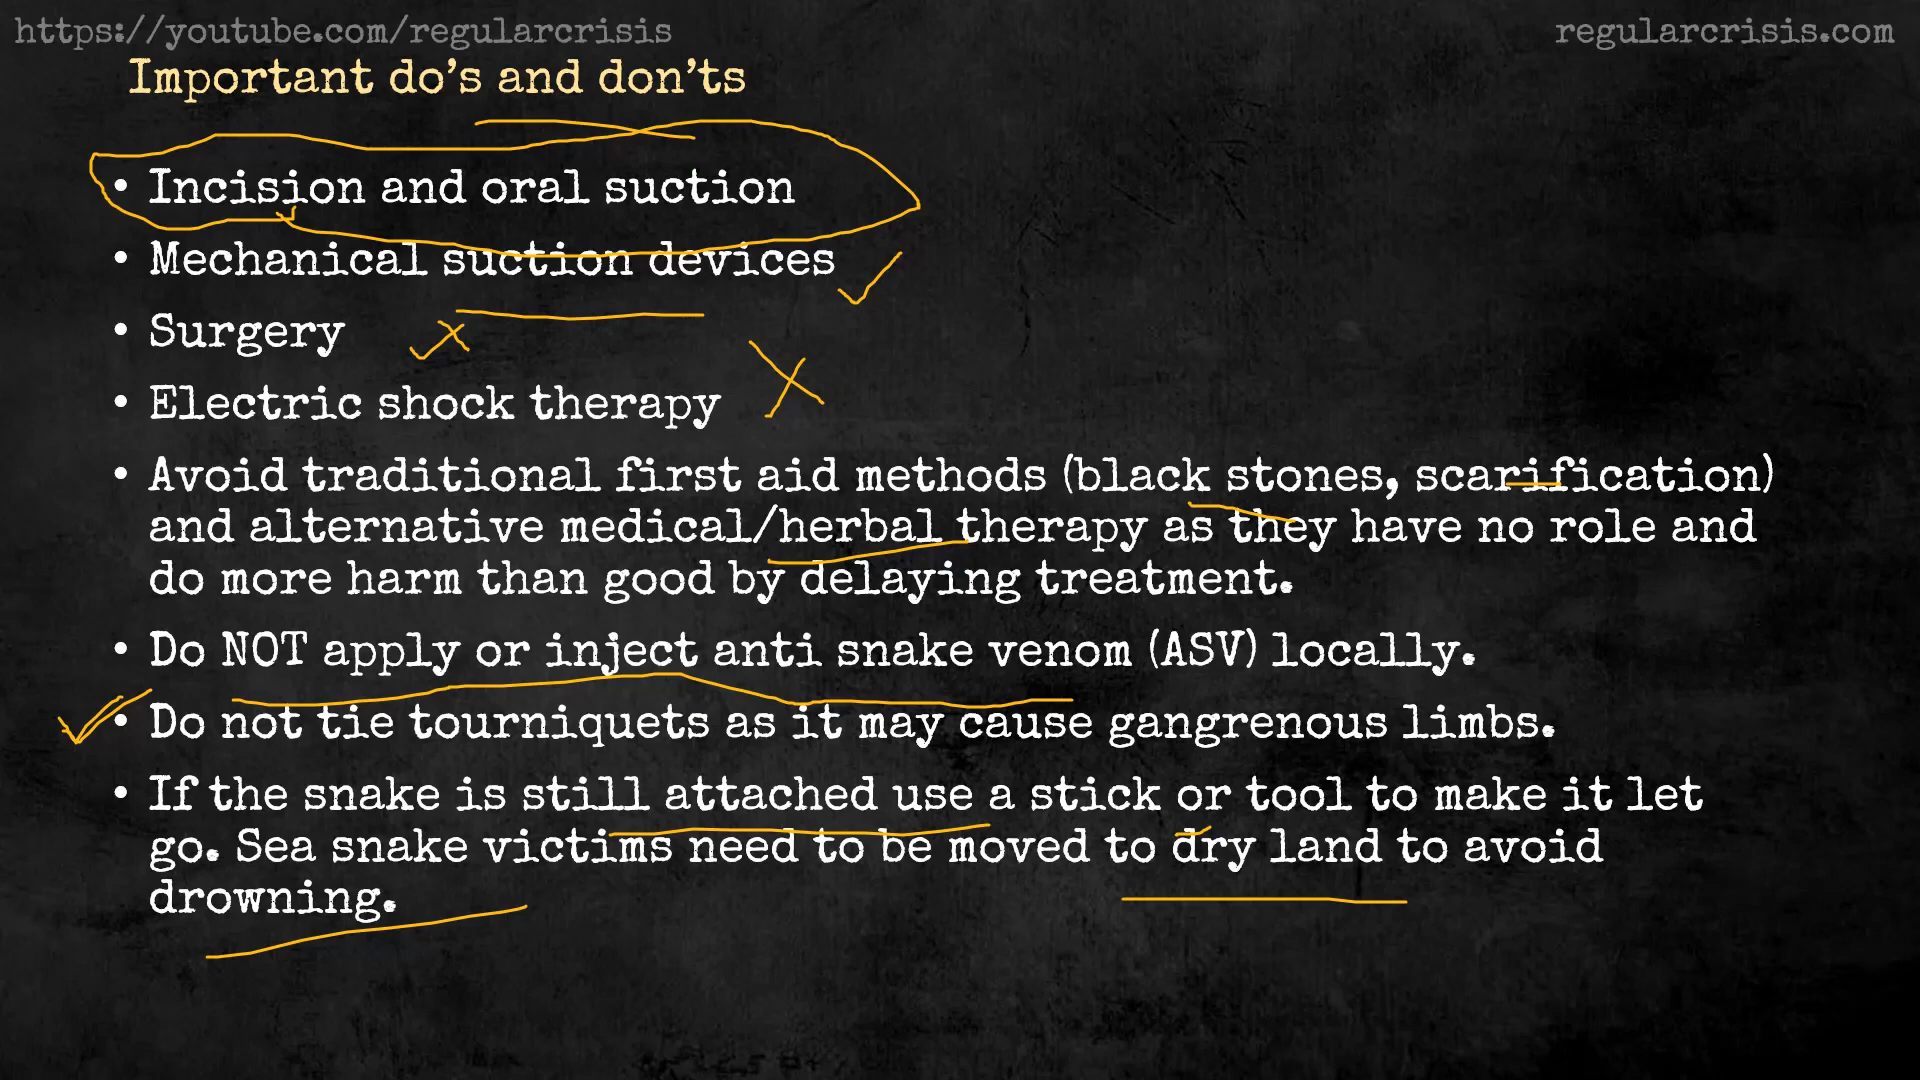 https://youtube.com/regularcrisis
regularcrisis.com
Important do’s and don’ts
• Incision and oral suction
• Mechanical suction devices
• Surgery
• Electric shock therapy
• Avoid traditional first aid methods (black stones, scarification)
and alternative medical/herbal therapy as they have no role and
do more harm than good by delaying treatment.
• Do NOT apply or inject anti snake venom (ASV) locally.
• Do not tie tourniquets as it may cause gangrenous limbs.
• If the snake is still attached use a stick or tool to make it let
go. Sea snake victims need to be moved to dry land to avoid
drowning.